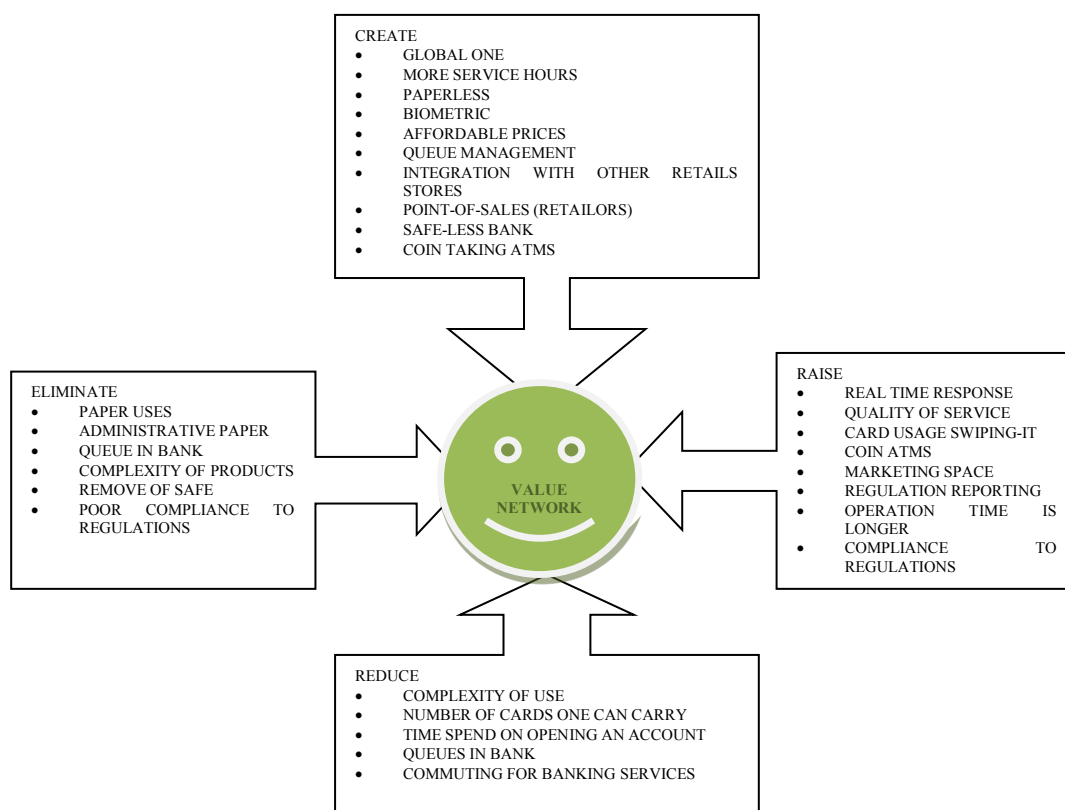 CREATE
• GLOBAL ONE
• MORE SERVICE HOURS
• PAPERLESS
• BIOMETRIC
• AFFORDABLE PRICES
• QUEUE MANAGEMENT
• INTEGRATION WITH OTHER RETAILS
STORES
• POINT-OF-SALES (RETAILORS)
• SAFE-LESS BANK
• COIN TAKING ATMS
ELIMINATE
• PAPER USES
• ADMINISTRATIVE PAPER
• QUEUE IN BANK
• COMPLEXITY OF PRODUCTS
• REMOVE OF SAFE
• POOR COMPLIANCE TO
REGULATIONS
VALUE
NETWORK
RAISE
• REAL TIME RESPONSE
• QUALITY OF SERVICE
• CARD USAGE SWIPING-IT
• COIN ATMS
• MARKETING SPACE
• REGULATION REPORTING
• OPERATION TIME IS
LONGER
• COMPLIANCE TO
REGULATIONS
REDUCE
• COMPLEXITY OF USE
• NUMBER OF CARDS ONE CAN CARRY
• TIME SPEND ON OPENING AN ACCOUNT
• QUEUES IN BANK
• COMMUTING FOR BANKING SERVICES